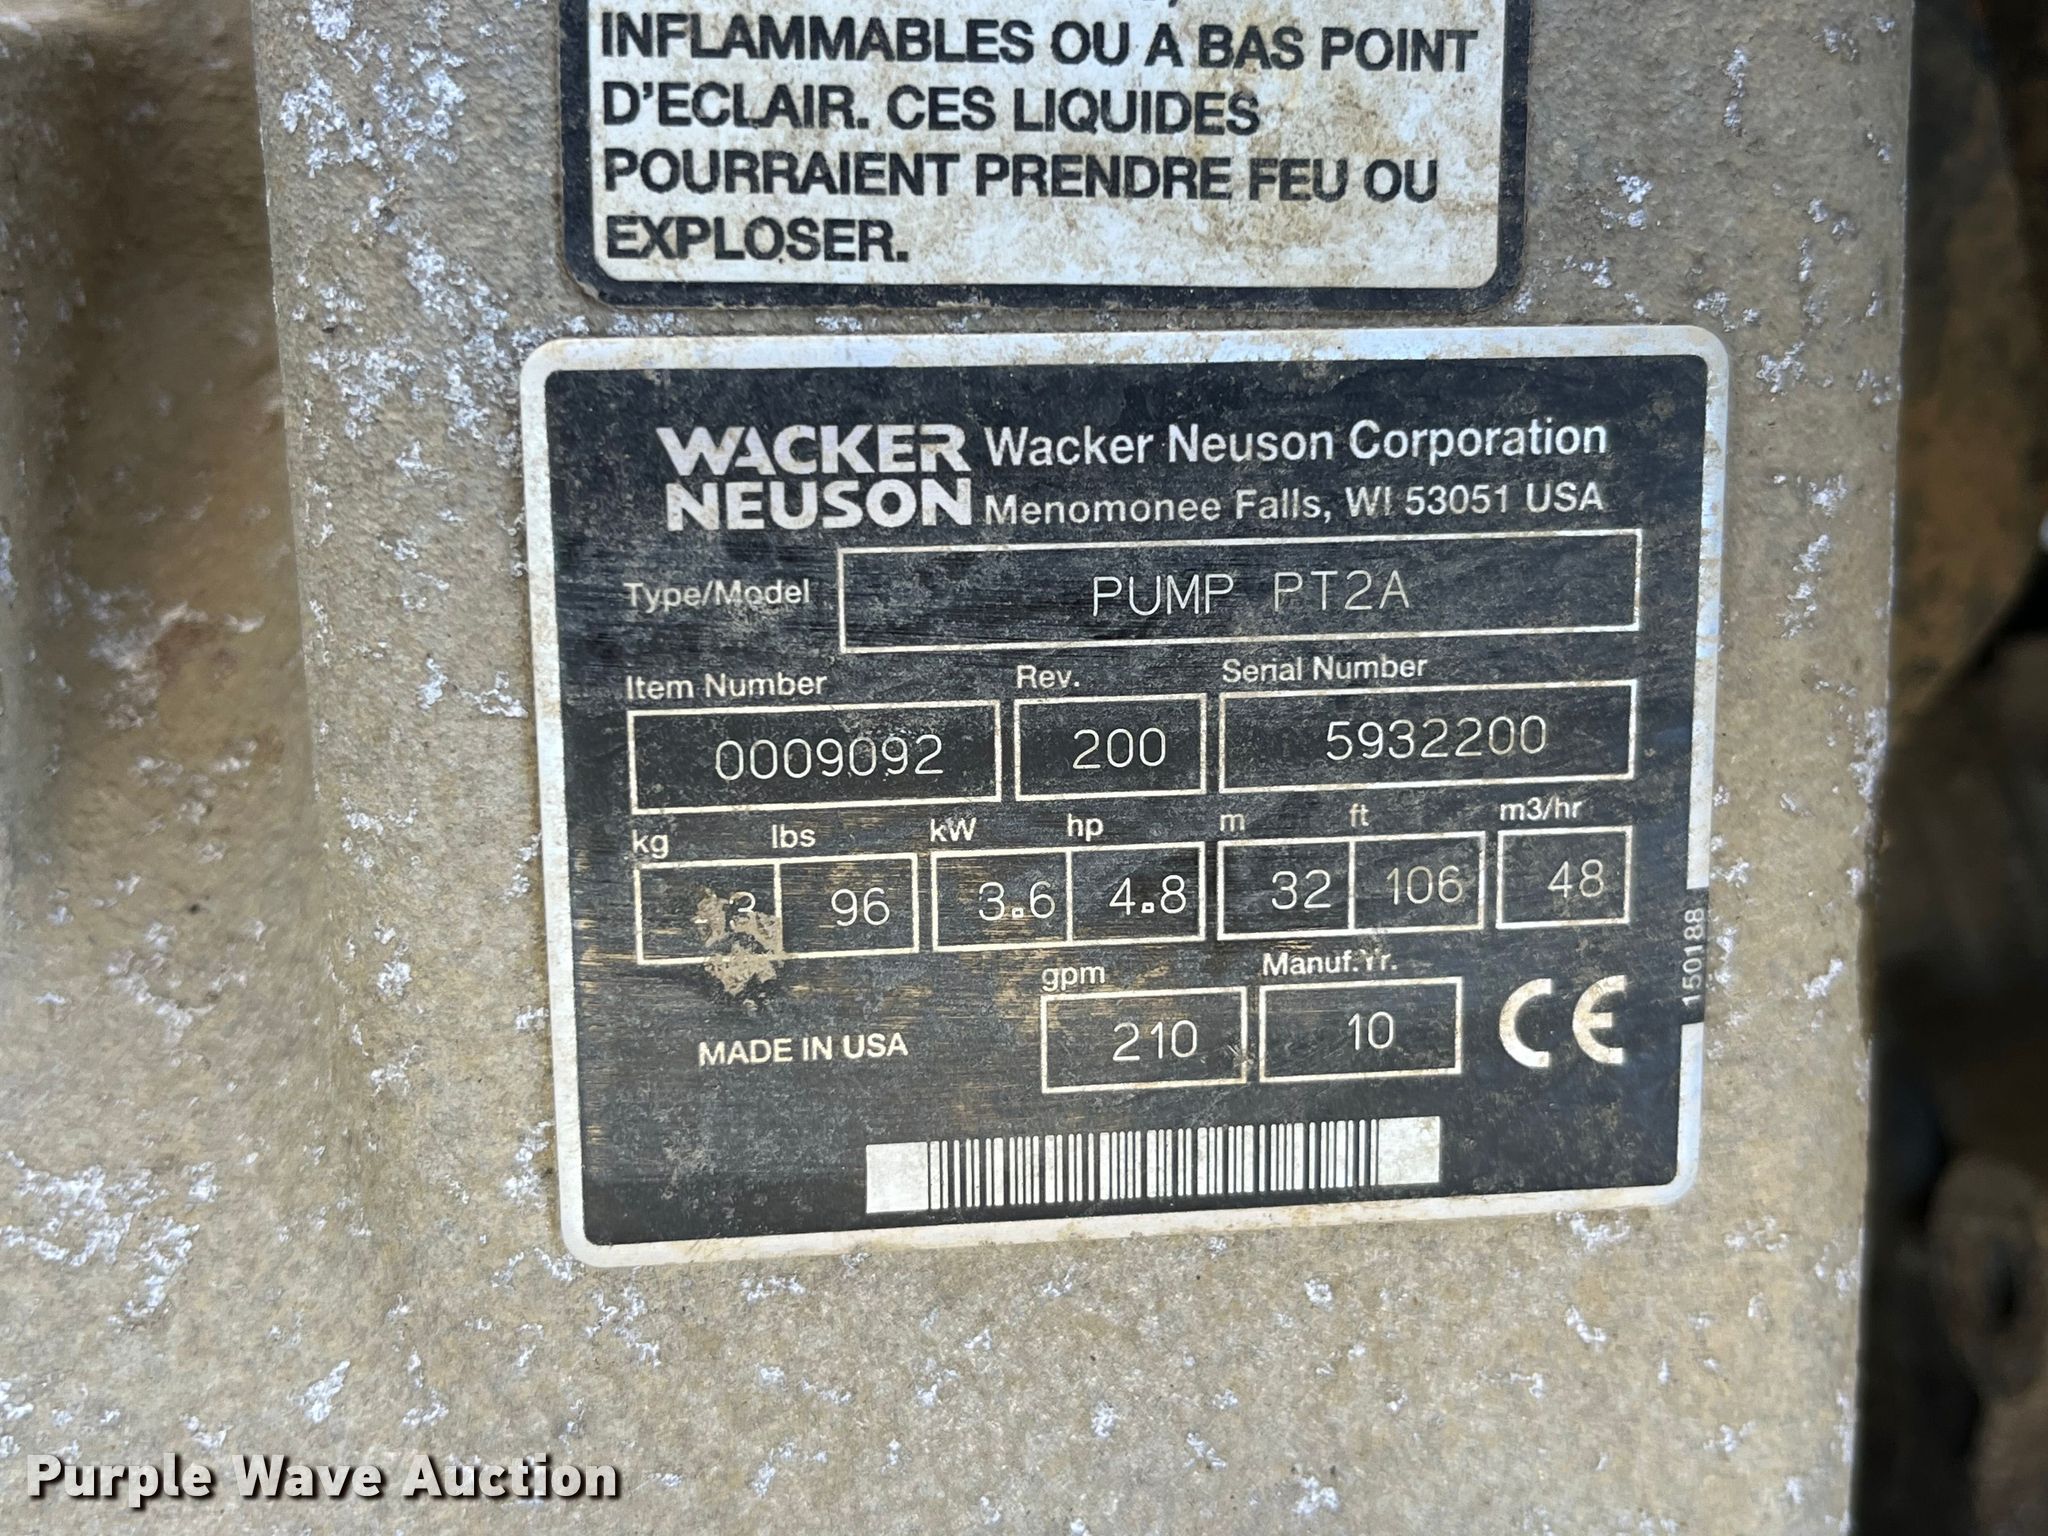 INFLAMMABLES OU A BAS POINT
D'ECLAIR. CES LIQUIDES
POURRAIENT PRENDRE FEU OU
EXPLOSER.
WACKER NEUSON
Wacker Neuson Corporation
Menomonee Falls, WI 53051 USA
Type/Model PUMP PT2A
Item Number Rev. Serial Number
0009092 200 5932200
kg lbs kW hp m ft m3/hr
96 3.6 4.8 32 106 48
gpm Manuf.Yr.
MADE IN USA 210 10 CE
150188
Purple Wave Auction